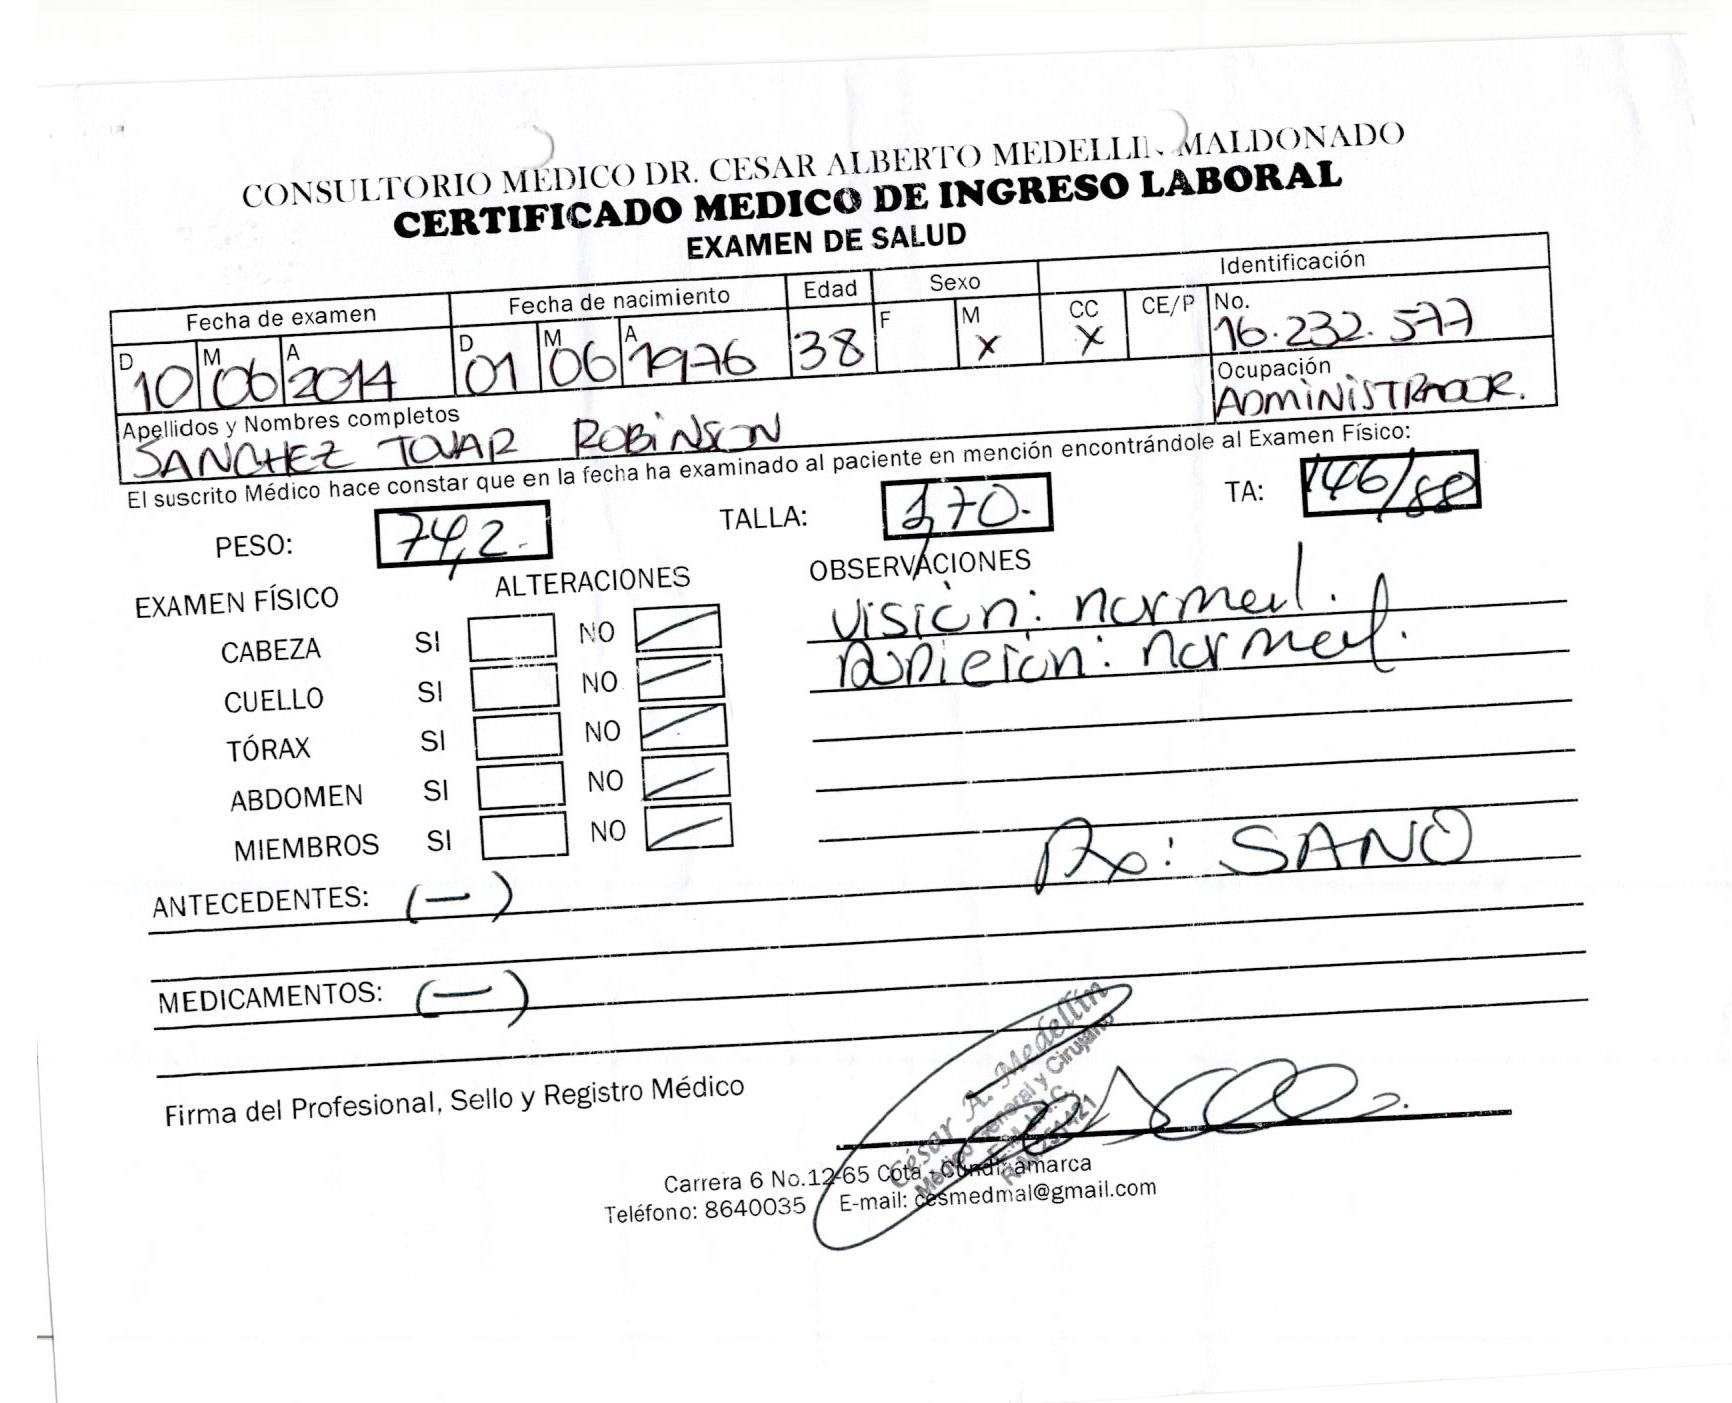 CONSULTORIO MEDICO DR. CESAR ALBERTO MEDELLIN MALDONADO
CERTIFICADO MEDICO DE INGRESO LABORAL
EXAMEN DE SALUD
Fecha de examen Fecha de nacimiento Edad Sexo Identificación
D 10 M 06 A 2014 D 01 M 06 A 1976 38 F M X CC X CE/P No. 16.232.577
Apellidos y Nombres completos Ocupación
SANCHEZ TOVAR ROBINSON ADMINISTRADOR.
El suscrito Médico hace constar que en la fecha ha examinado al paciente en mención encontrándole al Examen Físico:
PESO: 74,2. TALLA: 1,70. TA: 146/88
EXAMEN FÍSICO ALTERACIONES OBSERVACIONES
CABEZA SI NO visión: normal.
CUELLO SI NO normal.
TÓRAX SI NO
ABDOMEN SI NO
MIEMBROS SI NO
ANTECEDENTES: (-) Dx: SANO
MEDICAMENTOS: (-)
Firma del Profesional, Sello y Registro Médico
César A. Medellín
Médico General y Cirujano
Carrera 6 No.12-65 Cota - Cundinamarca
Teléfono: 8640035 E-mail: cesmedmal@gmail.com